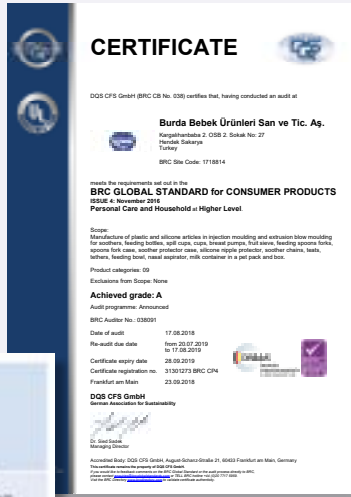 CERTIFICATE
DQS CFS GmbH (BRC CB No. 038) certifies that, having conducted an audit at
Burda Bebek Ürünleri San ve Tic. Aş.
Kargalıhanbaba 2. OSB 2. Sokak No: 27
Hendek Sakarya
Turkey
BRC Site Code: 1718814
meets the requirements set out in the
BRC GLOBAL STANDARD for CONSUMER PRODUCTS
ISSUE 4: November 2016
Personal Care and Household at Higher Level.
Scope:
Manufacture of plastic and silicone articles in injection moulding and extrusion blow moulding
for soothers, feeding bottles, spill cups, cups, breast pumps, fruit sieve, feeding spoons forks,
spoons fork case, soother protector case, silicone nipple protector, soother chains, teats,
tethers, feeding bowl, nasal aspirator, milk container in a pet pack and box.
Product categories: 09
Exclusions from Scope: None
Achieved grade: A
Audit programme: Announced
BRC Auditor No.: 038091
Date of audit 17.08.2018
Re-audit due date from 20.07.2019
to 17.08.2019
Certificate expiry date 28.09.2019
Certificate registration no. 31301273 BRC CP4
Frankfurt am Main 23.09.2018
DQS CFS GmbH
German Association for Sustainability
Dr. Sied Sadek
Managing Director
Accredited Body: DQS CFS GmbH, August-Schanz-Straße 21, 60433 Frankfurt am Main, Germany
This certificate remains the property of DQS CFS GmbH